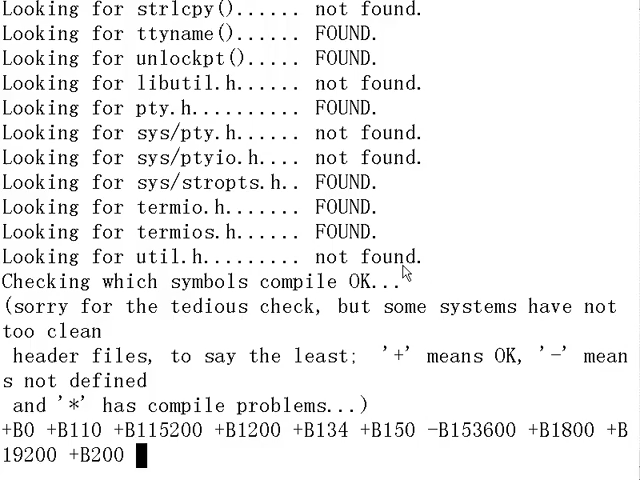 Looking for strlcpy()...... not found.
Looking for ttyname()...... FOUND.
Looking for unlockpt()..... FOUND.
Looking for libutil.h...... not found.
Looking for pty.h.......... FOUND.
Looking for sys/pty.h...... not found.
Looking for sys/ptyio.h.... not found.
Looking for sys/stropts.h.. FOUND.
Looking for termio.h....... FOUND.
Looking for termios.h...... FOUND.
Looking for util.h......... not found.
Checking which symbols compile OK...
(sorry for the tedious check, but some systems have not
too clean
header files, to say the least; '+' means OK, '-' mean
s not defined
and '*' has compile problems...)
+B0 +B110 +B115200 +B1200 +B134 +B150 -B153600 +B1800 +B
19200 +B200